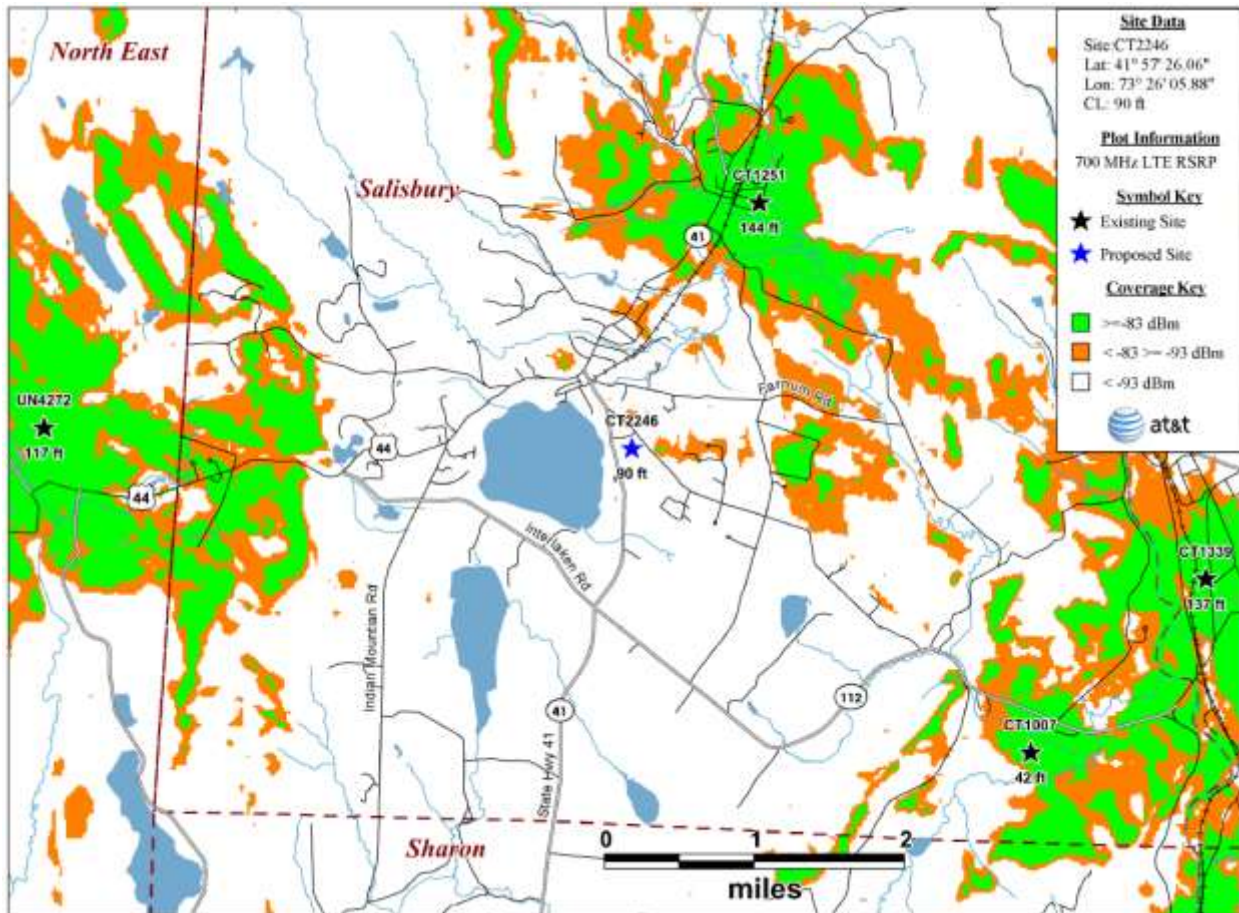 North East
Salisbury
CT1251
144 ft
41
UN4272
117 ft
44
44
CT2246
90 ft
Farnum Rd
Interlaken Rd
Indian Mountian Rd
CT1339
137 ft
112
CT1007
42 ft
41
State Hwy 41
Sharon
0 1 2
miles
Site Data
Site:CT2246
Lat: 41° 57' 26.06"
Lon: 73° 26' 05.88"
CL: 90 ft
Plot Information
700 MHz LTE RSRP
Symbol Key
Existing Site
Proposed Site
Coverage Key
>=-83 dBm
< -83 >= -93 dBm
< -93 dBm
at&t